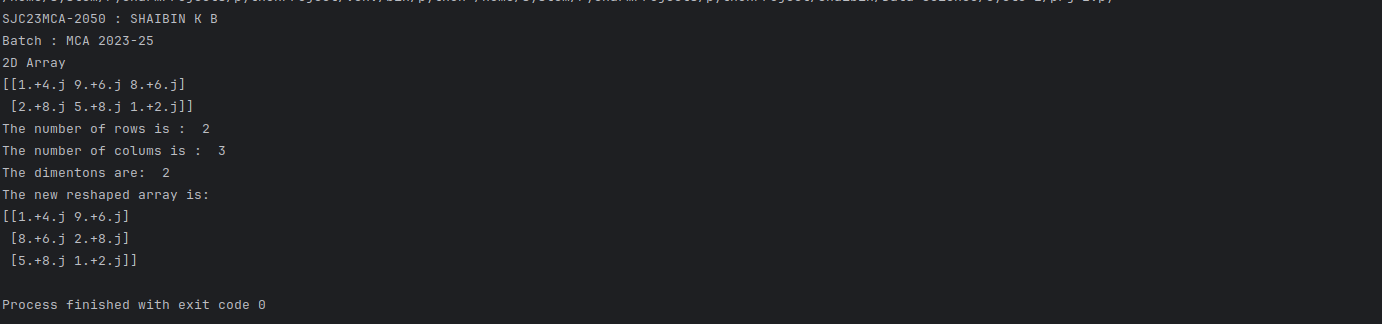 SJC23MCA-2050 : SHAIBIN K B
Batch : MCA 2023-25
2D Array
[[1.+4.j 9.+6.j 8.+6.j]
 [2.+8.j 5.+8.j 1.+2.j]]
The number of rows is :  2
The number of colums is :  3
The dimentons are:  2
The new reshaped array is:
[[1.+4.j 9.+6.j]
 [8.+6.j 2.+8.j]
 [5.+8.j 1.+2.j]]
Process finished with exit code 0